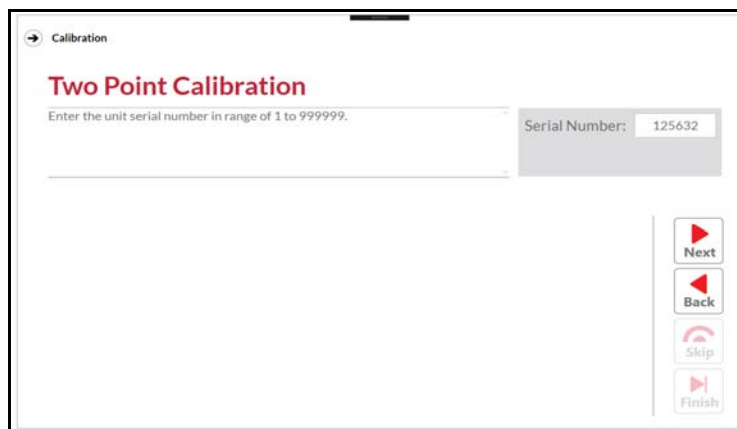 Calibration
Two Point Calibration
Enter the unit serial number in range of 1 to 999999.
Serial Number: 125632
Next
Back
Skip
Finish